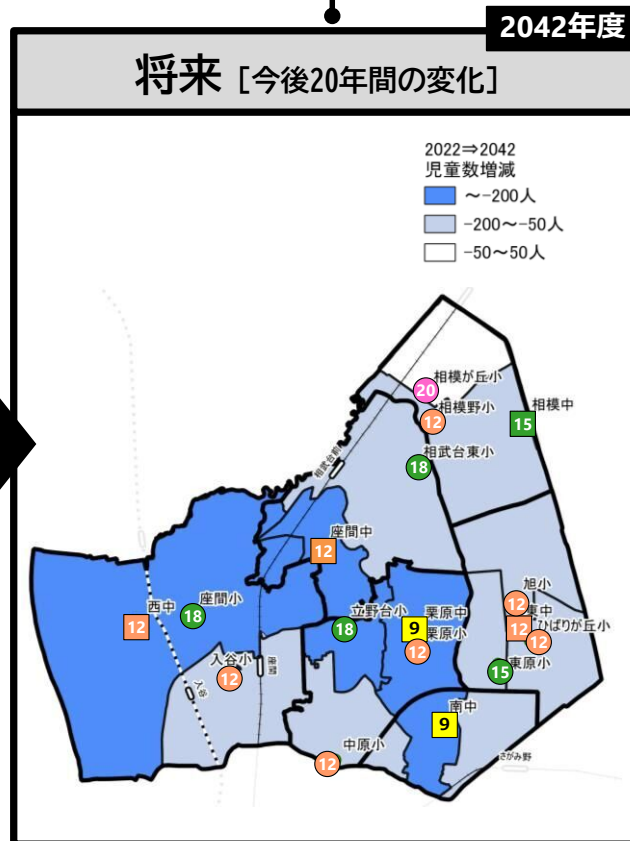 2042年度
将来 [今後20年間の変化]
2022⇒2042
児童数増減
～-200人
-200～-50人
-50～50人
相模が丘小
20
相模野小
12
相模中
15
相武台東小
18
相武台前
座間中
12
旭小
12
西中
12
座間小
18
立野台小
18
栗原中
9
栗原小
12
東中
12
ひばりが丘小
12
入谷小
12
座間
入谷
東原小
15
南中
9
中原小
12
さがみ野